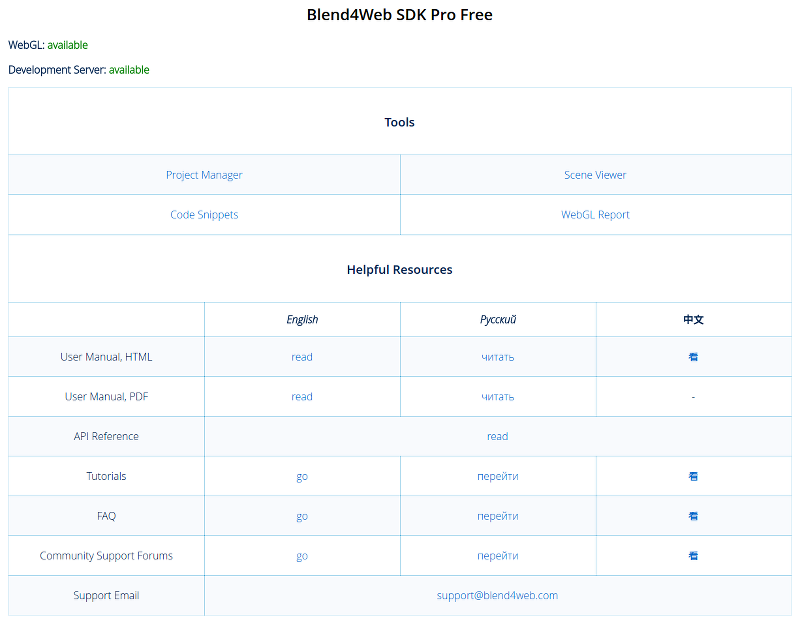 Blend4Web SDK Pro Free
WebGL: available
Development Server: available
Tools
Project Manager Scene Viewer
Code Snippets WebGL Report
Helpful Resources
English Русский 中文
User Manual, HTML read читать 看
User Manual, PDF read читать -
API Reference read
Tutorials go перейти 看
FAQ go перейти 看
Community Support Forums go перейти 看
Support Email support@blend4web.com